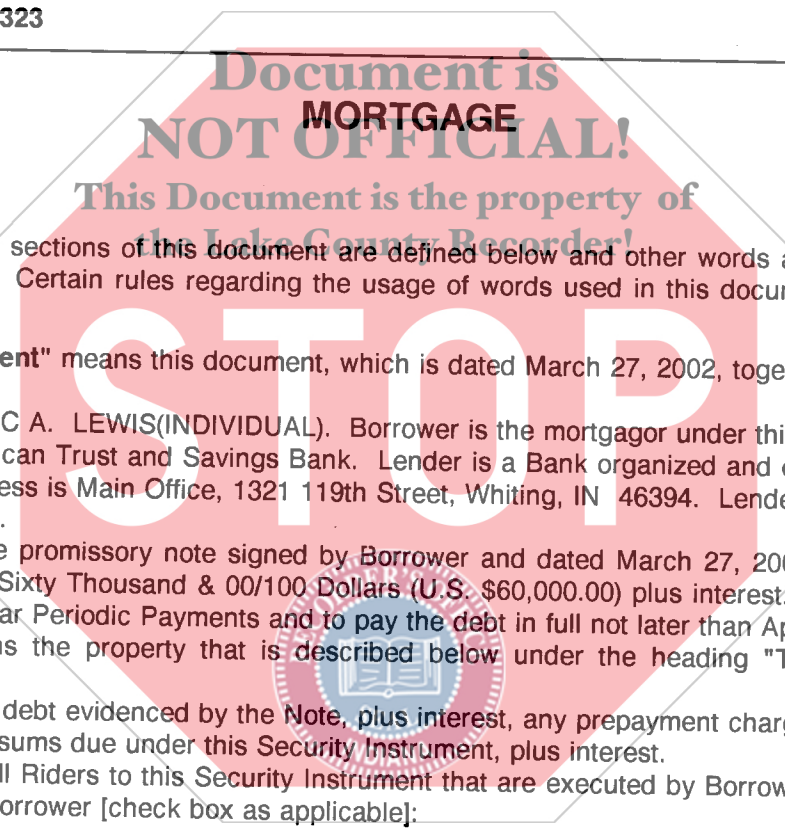 323
Document is
MORTGAGE
NOT OFFICIAL!
This Document is the property of
the Lake County Recorder!
sections of this document are defined below and other words a
Certain rules regarding the usage of words used in this docu
ent" means this document, which is dated March 27, 2002, toge
C A. LEWIS(INDIVIDUAL). Borrower is the mortgagor under thi
can Trust and Savings Bank. Lender is a Bank organized and
ess is Main Office, 1321 119th Street, Whiting, IN 46394. Lende
.
STOP
e promissory note signed by Borrower and dated March 27, 200
Sixty Thousand & 00/100 Dollars (U.S. $60,000.00) plus interest.
ar Periodic Payments and to pay the debt in full not later than Ap
ns the property that is described below under the heading "T
debt evidenced by the Note, plus interest, any prepayment charg
sums due under this Security Instrument, plus interest.
ll Riders to this Security Instrument that are executed by Borrow
orrower [check box as applicable]: